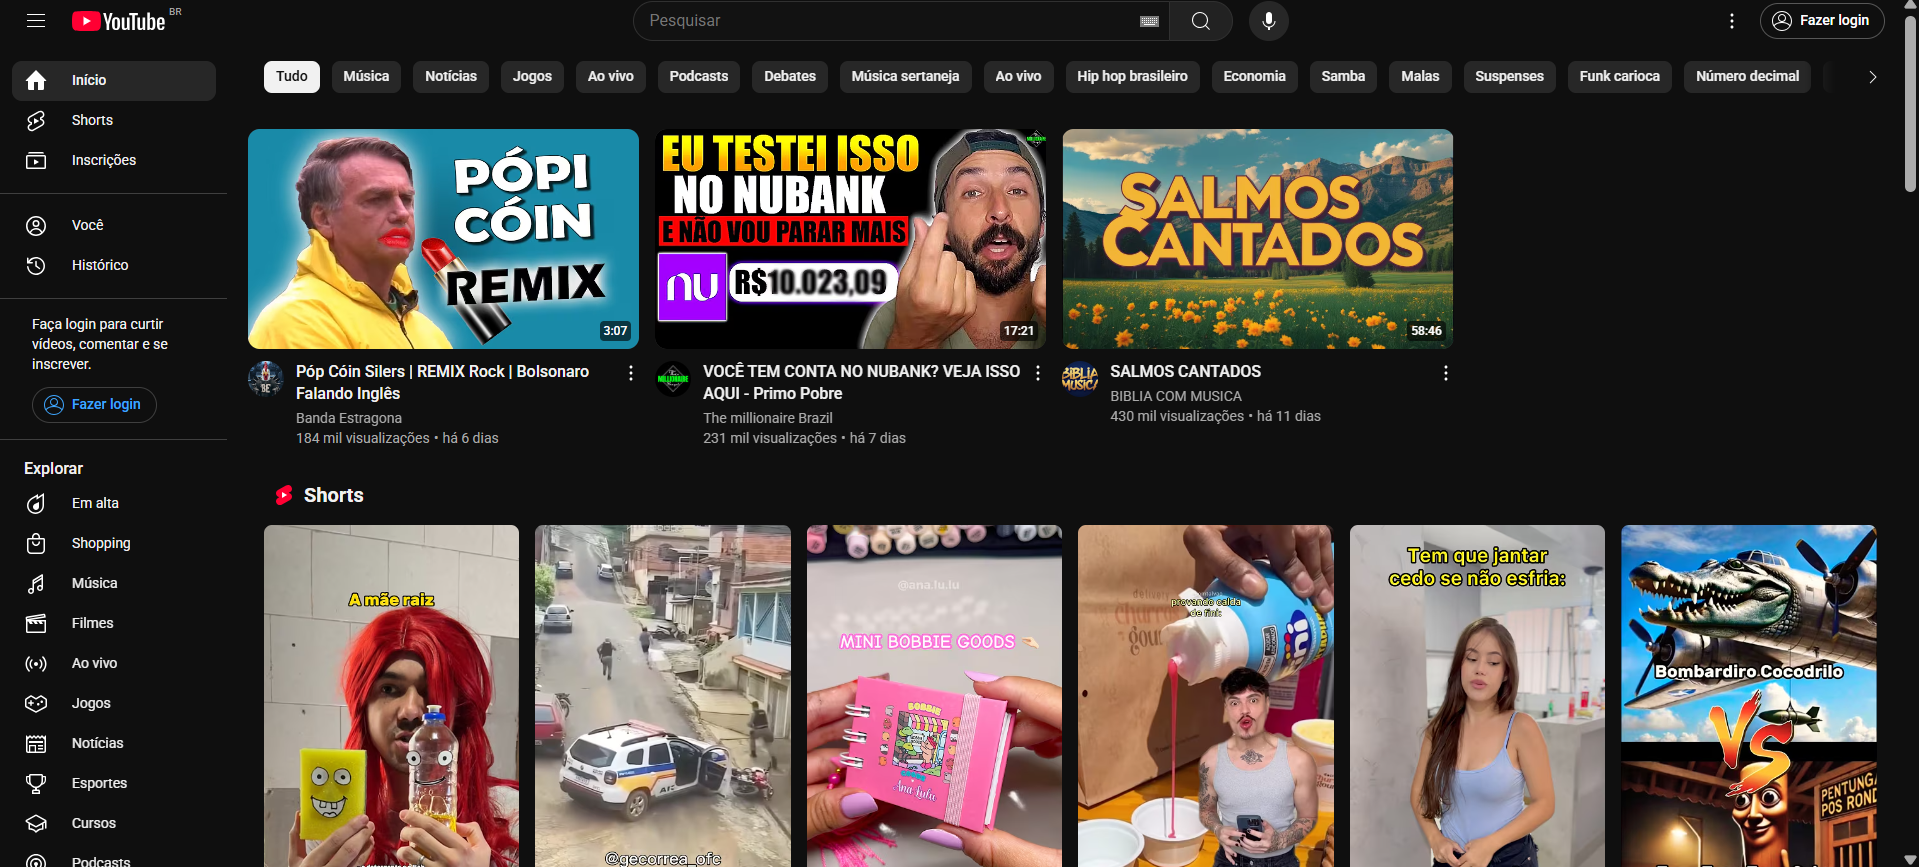 YouTube BR
Pesquisar
Fazer login
Início
Shorts
Inscrições
Você
Histórico
Faça login para curtir
vídeos, comentar e se
inscrever.
Fazer login
Explorar
Em alta
Shopping
Música
Filmes
Ao vivo
Jogos
Notícias
Esportes
Cursos
Podcasts
Tudo Música Notícias Jogos Ao vivo Podcasts Debates Música sertaneja Ao vivo Hip hop brasileiro Economia Samba Malas Suspenses Funk carioca Número decimal
PÓPI
CÓIN
REMIX
3:07
Póp Cóin Silers | REMIX Rock | Bolsonaro
Falando Inglês
Banda Estragona
184 mil visualizações • há 6 dias
EU TESTEI ISSO
NO NUBANK
E NÃO VOU PARAR MAIS
nu
R$10.023,09
17:21
MILLIONAIRE
VOCÊ TEM CONTA NO NUBANK? VEJA ISSO
AQUI - Primo Pobre
The millionaire Brazil
231 mil visualizações • há 7 dias
SALMOS
CANTADOS
58:46
BIBLIA
MUSICA
SALMOS CANTADOS
BIBLIA COM MUSICA
430 mil visualizações • há 11 dias
Shorts
A mãe raiz
@gecorrea_ofc
@ana.lu.lu
MINI BOBBIE GOODS
BOBBIE
GOODS
Ana Lulu
provando calda
de fini:
Tem que jantar
cedo se não esfria:
Bombardiro Cocodrilo
VS
PENTUNGAN
POS RONDA